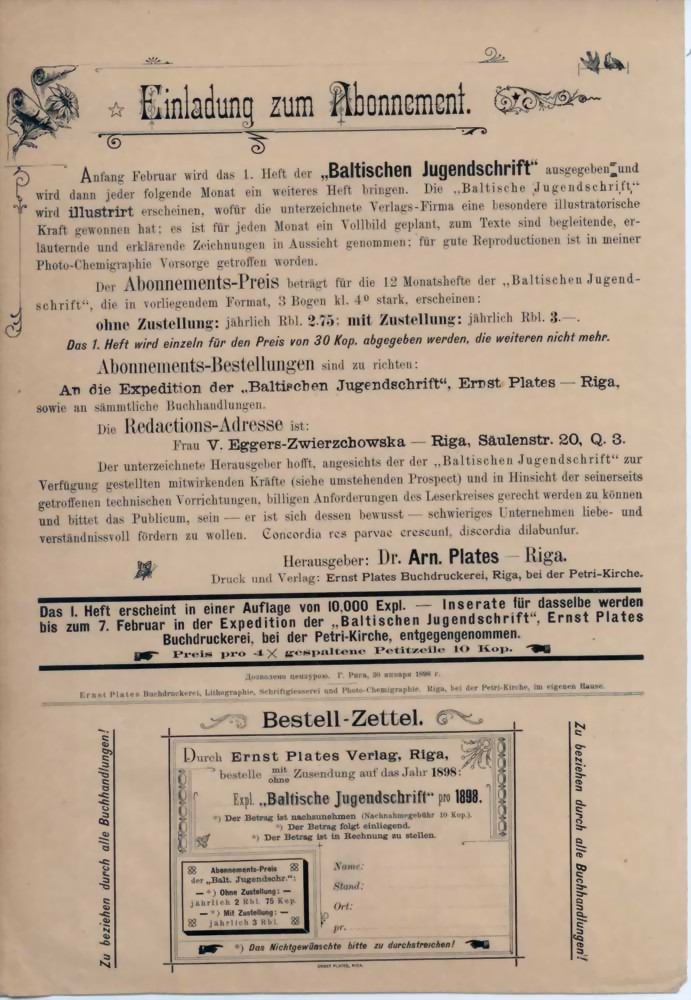 Einladung zum Abonnement.
Anfang Februar wird das 1. Heft der „Baltischen Jugendschrift“ ausgegeben und
wird dann jeder folgende Monat ein weiteres Heft bringen. Die „Baltische Jugendschrift“
wird illustrirt erscheinen, wofür die unterzeichnete Verlags-Firma eine besondere illustratorische
Kraft gewonnen hat; es ist für jeden Monat ein Vollbild geplant, zum Texte sind begleitende, er-
läuternde und erklärende Zeichnungen in Aussicht genommen; für gute Reproductionen ist in meiner
Photo-Chemigraphie Vorsorge getroffen worden.
Der Abonnements-Preis beträgt für die 12 Monatshefte der „Baltischen Jugend-
schrift“, die in vorliegendem Format, 3 Bogen kl. 4° stark, erscheinen:
ohne Zustellung: jährlich Rbl. 2.75; mit Zustellung: jährlich Rbl. 3.—.
Das 1. Heft wird einzeln für den Preis von 30 Kop. abgegeben werden, die weiteren nicht mehr.
Abonnements-Bestellungen sind zu richten:
An die Expedition der „Baltischen Jugendschrift“, Ernst Plates — Riga,
sowie an sämmtliche Buchhandlungen.
Die Redactions-Adresse ist:
Frau V. Eggers-Zwierzchowska — Riga, Säulenstr. 20, Q. 3.
Der unterzeichnete Herausgeber hofft, angesichts der der „Baltischen Jugendschrift“ zur
Verfügung gestellten mitwirkenden Kräfte (siehe umstehenden Prospect) und in Hinsicht der seinerseits
getroffenen technischen Vorrichtungen, billigen Anforderungen des Leserkreises gerecht werden zu können
und bittet das Publicum, sein — er ist sich dessen bewusst — schwieriges Unternehmen liebe- und
verständnissvoll fördern zu wollen. Concordia res parvae crescunt, discordia dilabuntur.
Herausgeber: Dr. Arn. Plates — Riga.
Druck und Verlag: Ernst Plates Buchdruckerei, Riga, bei der Petri-Kirche.
Das I. Heft erscheint in einer Auflage von 10,000 Expl. — Inserate für dasselbe werden
bis zum 7. Februar in der Expedition der „Baltischen Jugendschrift“, Ernst Plates
Buchdruckerei, bei der Petri-Kirche, entgegengenommen.
Preis pro 4× gespaltene Petitzeile 10 Kop.
Дозволено цензурою. Г. Рига, 30 января 1898 г.
Ernst Plates Buchdruckerei, Lithographie, Schriftgiesserei und Photo-Chemigraphie, Riga, bei der Petri-Kirche, im eigenen Hause.
Bestell-Zettel.
Zu beziehen durch alle Buchhandlungen!
Durch Ernst Plates Verlag, Riga,
bestelle mit ohne Zusendung auf das Jahr 1898:
Expl. „Baltische Jugendschrift“ pro 1898.
*) Der Betrag ist nachzunehmen (Nachnahmegebühr 10 Kop.).
*) Der Betrag folgt einliegend.
*) Der Betrag ist in Rechnung zu stellen.
Abonnements-Preis
der „Balt. Jugendschr.“:
— *) Ohne Zustellung: —
jährlich 2 Rbl. 75 Kop.
— *) Mit Zustellung: —
jährlich 3 Rbl.
Name:
Stand:
Ort:
pr.
*) Das Nichtgewünschte bitte zu durchstreichen!
Zu beziehen durch alle Buchhandlungen!
ERNST PLATES, RIGA.